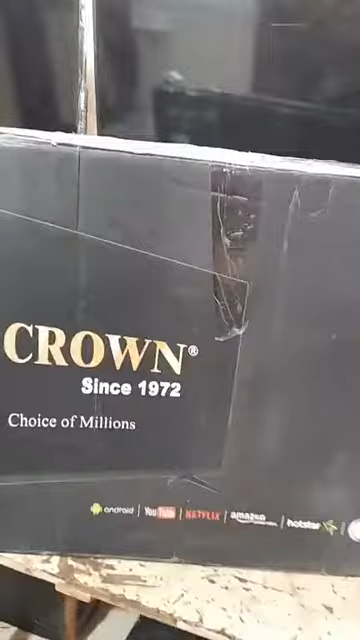 CROWN®
Since 1972
Choice of Millions
android | YouTube | NETFLIX | amazon | hotstar |